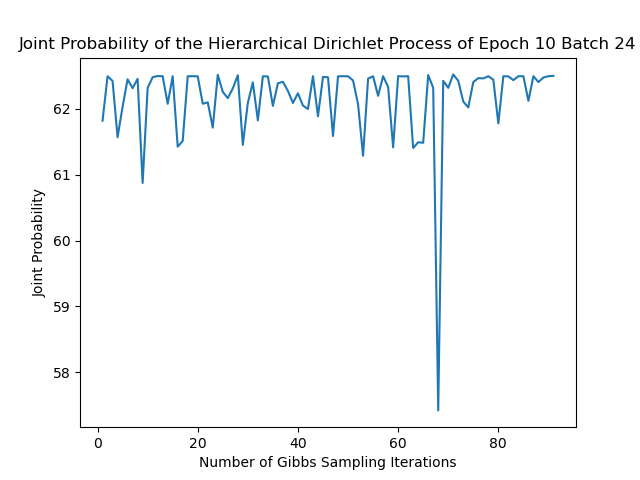 Joint Probability of the Hierarchical Dirichlet Process of Epoch 10 Batch 24
62
61
60
59
58
Joint Probability
0 20 40 60 80
Number of Gibbs Sampling Iterations